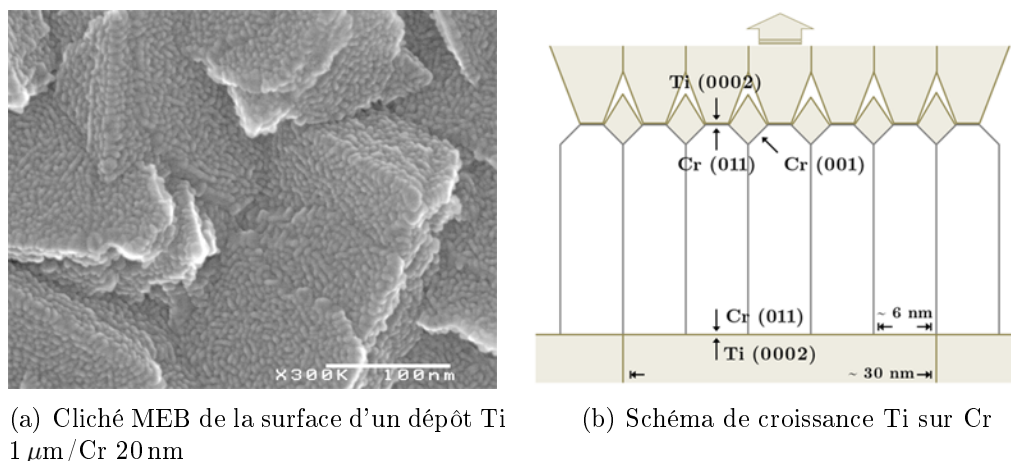 Ti (0002)
Cr (011)
Cr (001)
Cr (011)
~ 6 nm
Ti (0002)
~ 30 nm
X300K 100nm
(a) Cliché MEB de la surface d'un dépôt Ti
1 µm/Cr 20 nm
(b) Schéma de croissance Ti sur Cr